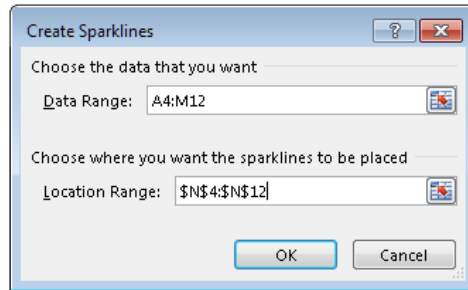 Create Sparklines
Choose the data that you want
Data Range: A4:M12
Choose where you want the sparklines to be placed
Location Range: $N$4:$N$12
OK Cancel